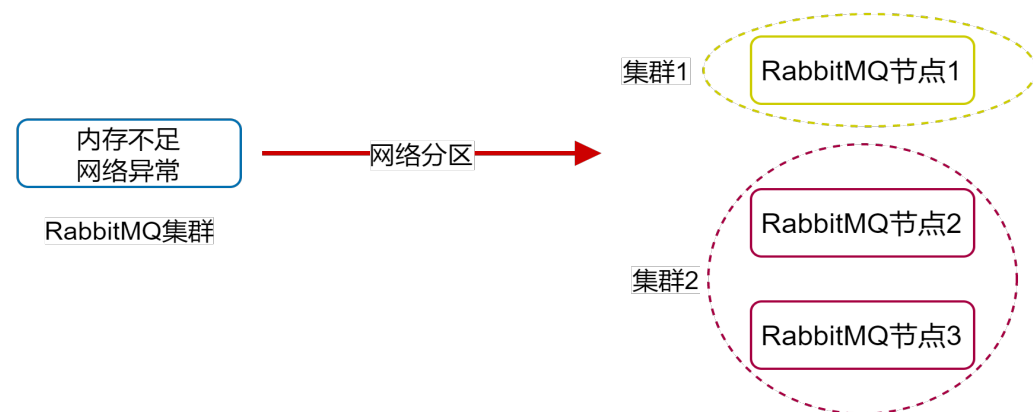 集群1
RabbitMQ节点1
内存不足
网络异常
网络分区
RabbitMQ集群
RabbitMQ节点2
集群2
RabbitMQ节点3